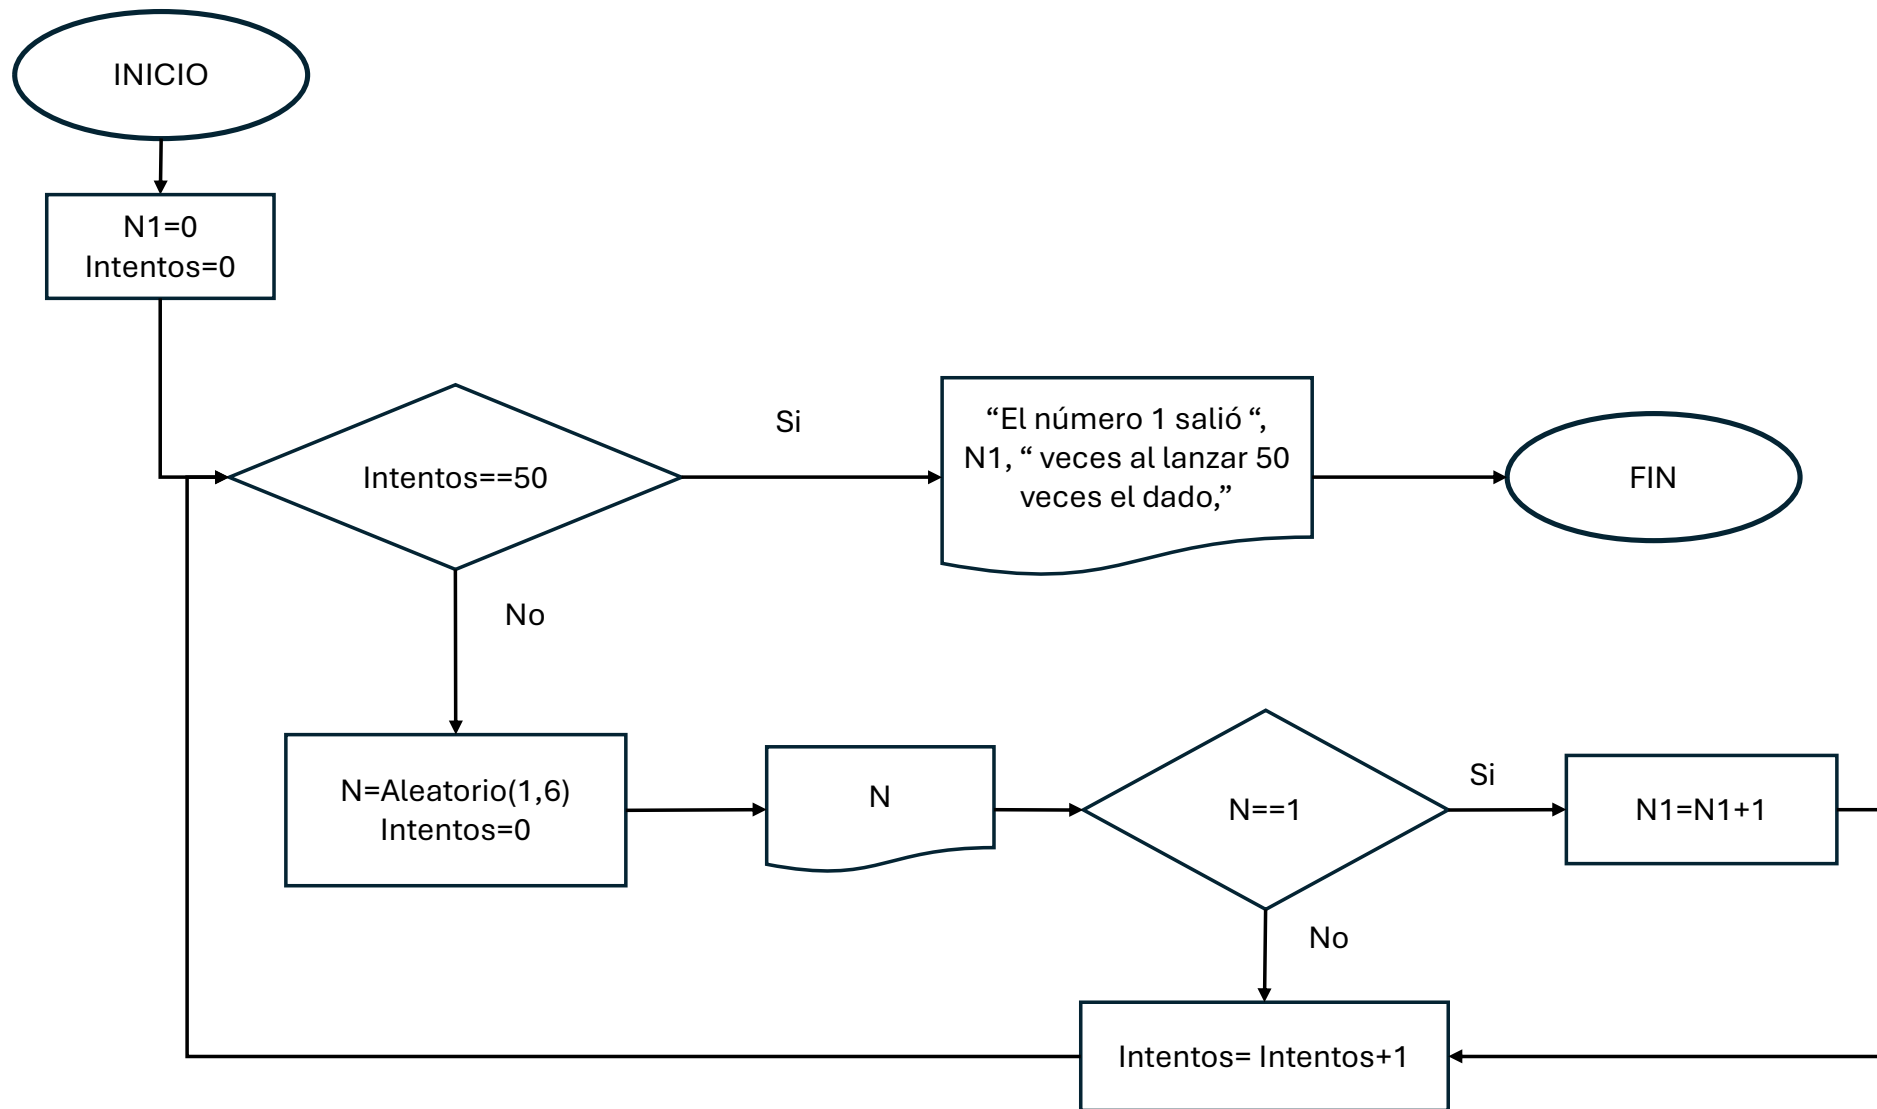 INICIO
N1=0
Intentos=0
Intentos==50
Si
“El número 1 salió “,
N1, “ veces al lanzar 50
veces el dado,”
FIN
No
N=Aleatorio(1,6)
Intentos=0
N
N==1
Si
N1=N1+1
No
Intentos= Intentos+1